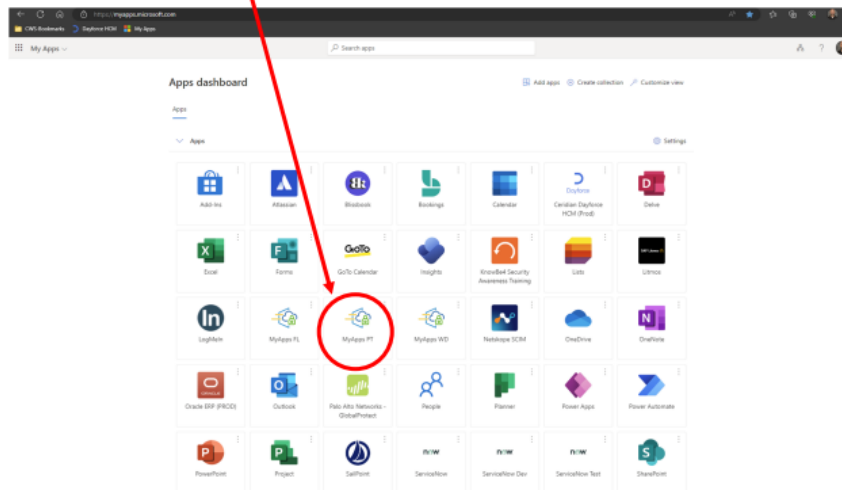 https://myapps.microsoft.com
CWS Bookmarks Dayforce HCM My Apps
My Apps Search apps ?
Apps dashboard Add apps Create collection Customize view
Apps
Apps Settings
Dayforce
Add-Ins Atlassian Bookings Calendar Ceridian Dayforce HCM (Prod) Delve
GoTo
Excel Forms GoTo Calendar Insights KnowBe4 Security Awareness Training Lists Litmos
In
LogMeIn MyApps FL MyApps PT MyApps WD Netskope SCIM OneDrive OneNote
ORACLE
Oracle ERP (PROD) Outlook Palo Alto Networks - GlobalProtect People Planner Power Apps Power Automate
now now now
PowerPoint Project SailPoint ServiceNow ServiceNow Dev ServiceNow Test SharePoint